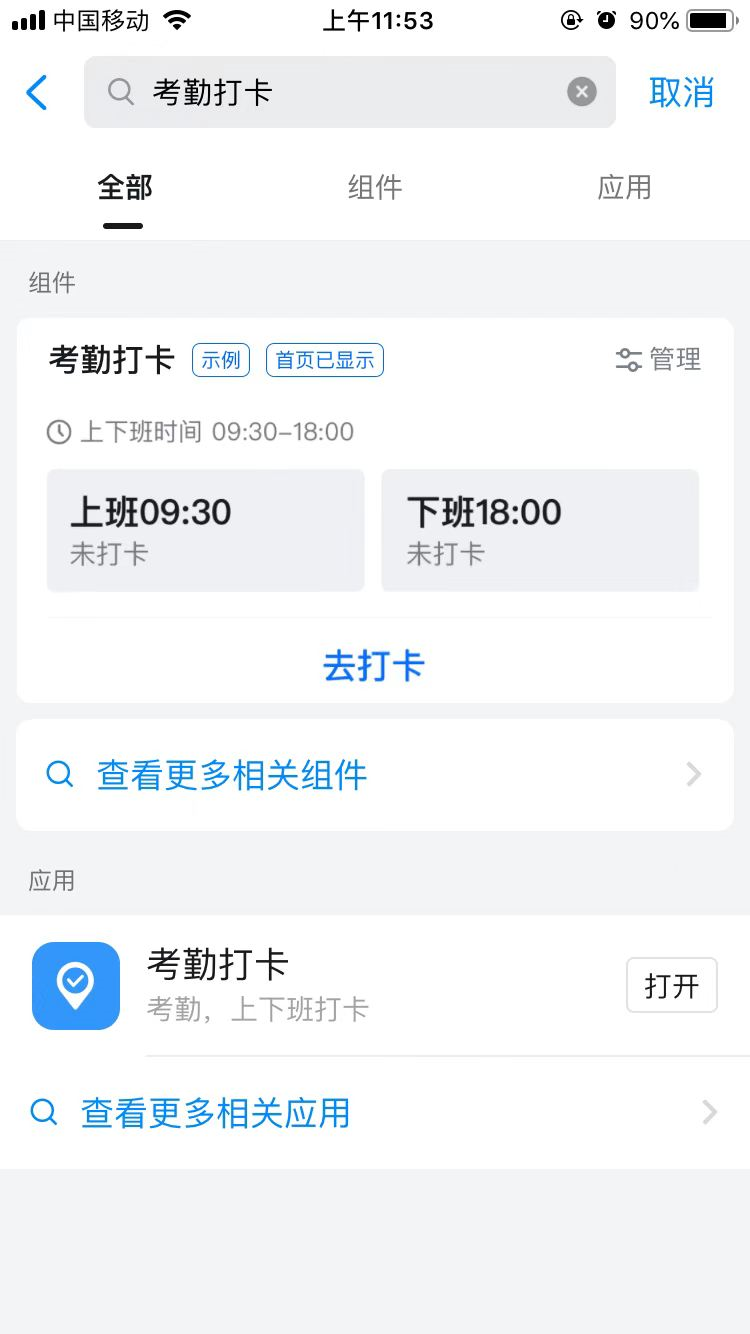 中国移动 上午11:53 90%
考勤打卡 取消
全部 组件 应用
组件
考勤打卡 示例 首页已显示 管理
上下班时间 09:30-18:00
上班09:30 下班18:00
未打卡 未打卡
去打卡
查看更多相关组件
应用
考勤打卡
考勤，上下班打卡
打开
查看更多相关应用